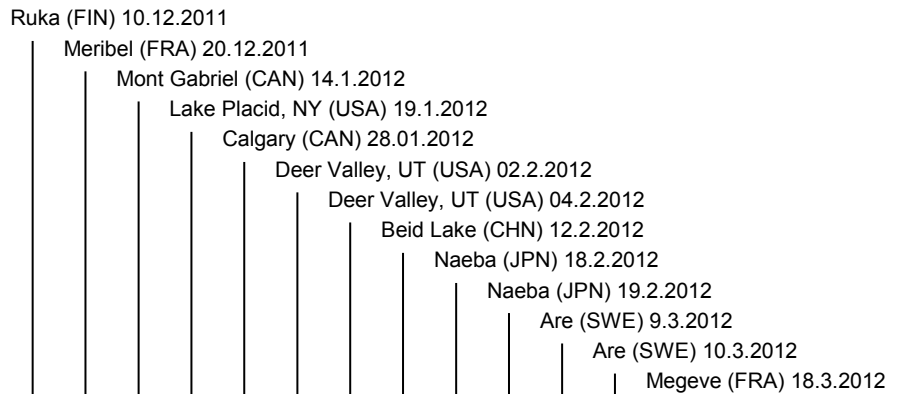 Ruka (FIN) 10.12.2011
Meribel (FRA) 20.12.2011
Mont Gabriel (CAN) 14.1.2012
Lake Placid, NY (USA) 19.1.2012
Calgary (CAN) 28.01.2012
Deer Valley, UT (USA) 02.2.2012
Deer Valley, UT (USA) 04.2.2012
Beid Lake (CHN) 12.2.2012
Naeba (JPN) 18.2.2012
Naeba (JPN) 19.2.2012
Are (SWE) 9.3.2012
Are (SWE) 10.3.2012
Megeve (FRA) 18.3.2012